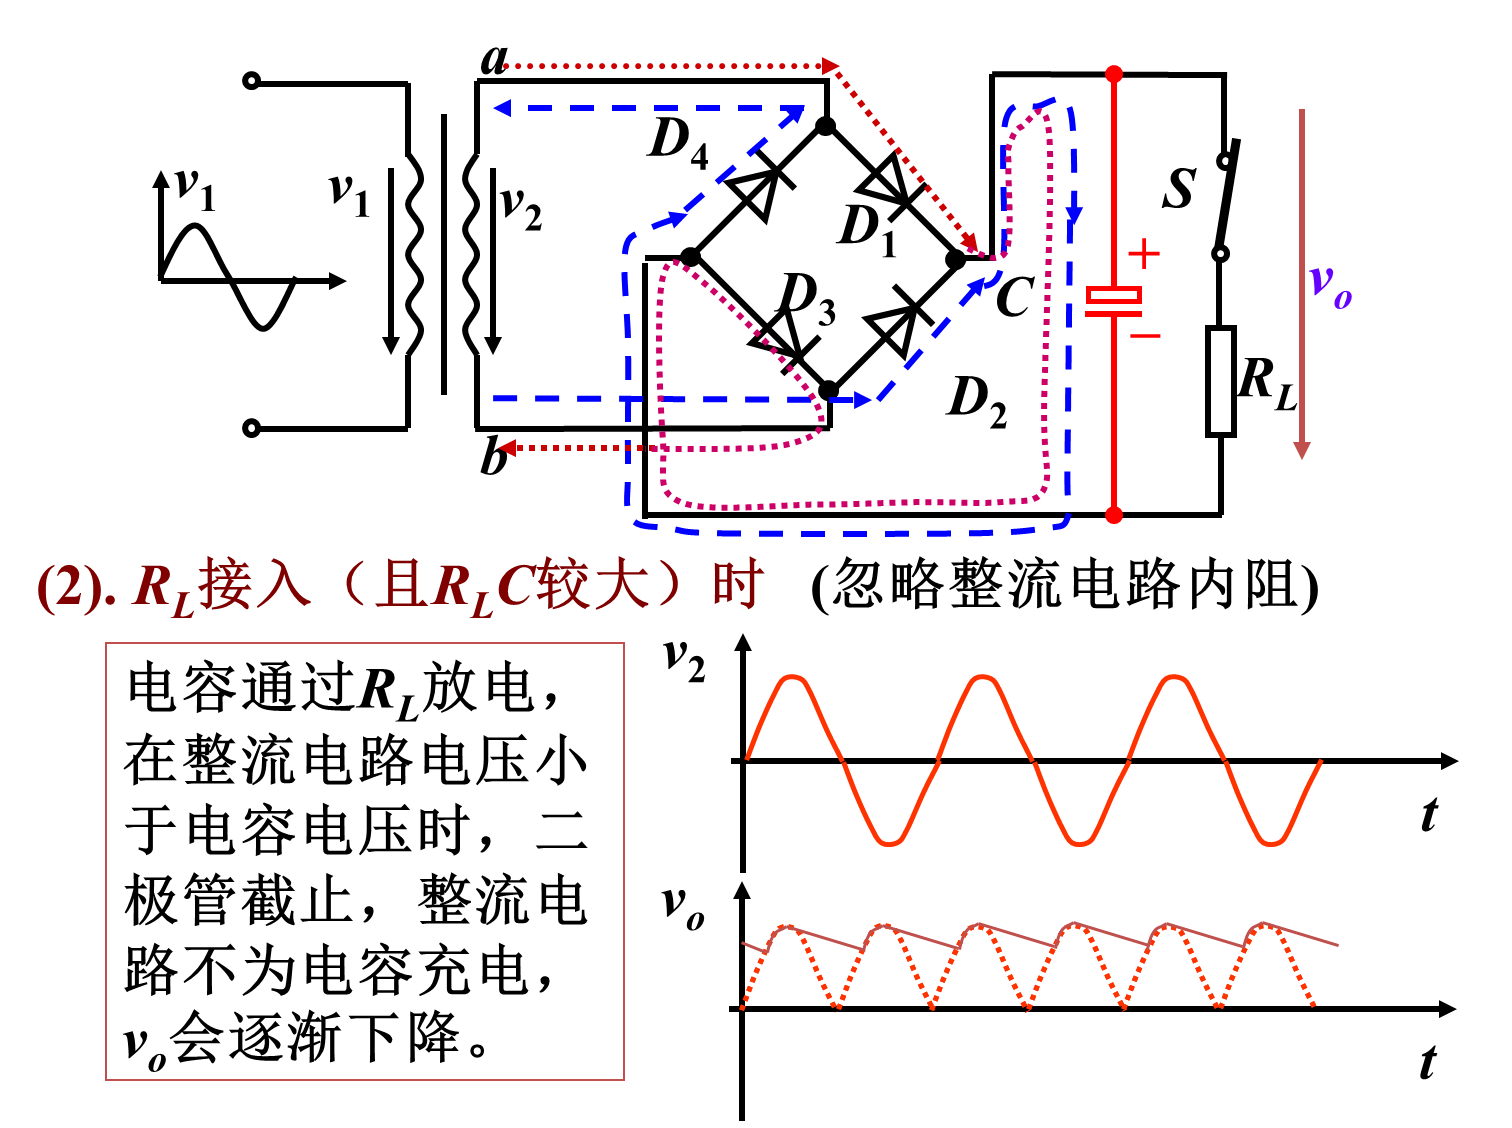 a
D4
v1
v1
v2
S
D1
+
C
D3
vo
−
RL
D2
b
(2). RL接入（且RLC较大）时 (忽略整流电路内阻)
电容通过RL放电，
在整流电路电压小
于电容电压时，二
极管截止，整流电
路不为电容充电，
vo会逐渐下降。
v2
t
vo
t